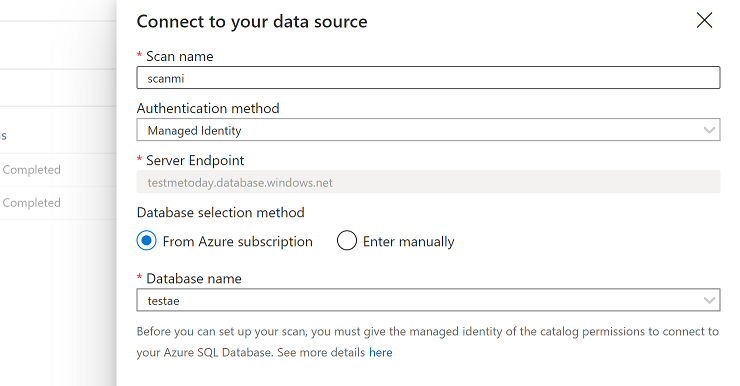 Connect to your data source
* Scan name
scanmi
Authentication method
Managed Identity
s
* Server Endpoint
Completed
testmetoday.database.windows.net
Completed
Database selection method
From Azure subscription
Enter manually
* Database name
testae
Before you can set up your scan, you must give the managed identity of the catalog permissions to connect to
your Azure SQL Database. See more details here